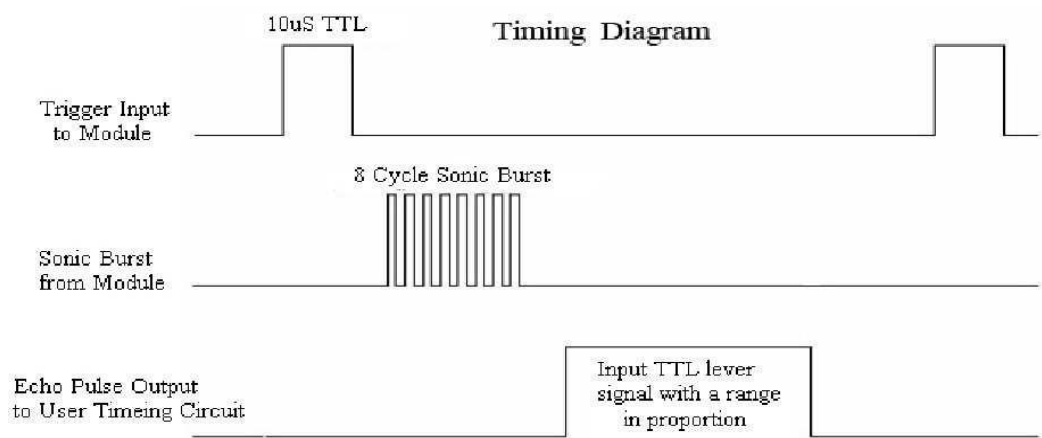 10uS TTL
Timing Diagram
Trigger Input
to Module
8 Cycle Sonic Burst
Sonic Burst
from Module
Echo Pulse Output
to User Timeing Circuit
Input TTL lever
signal with a range
in proportion